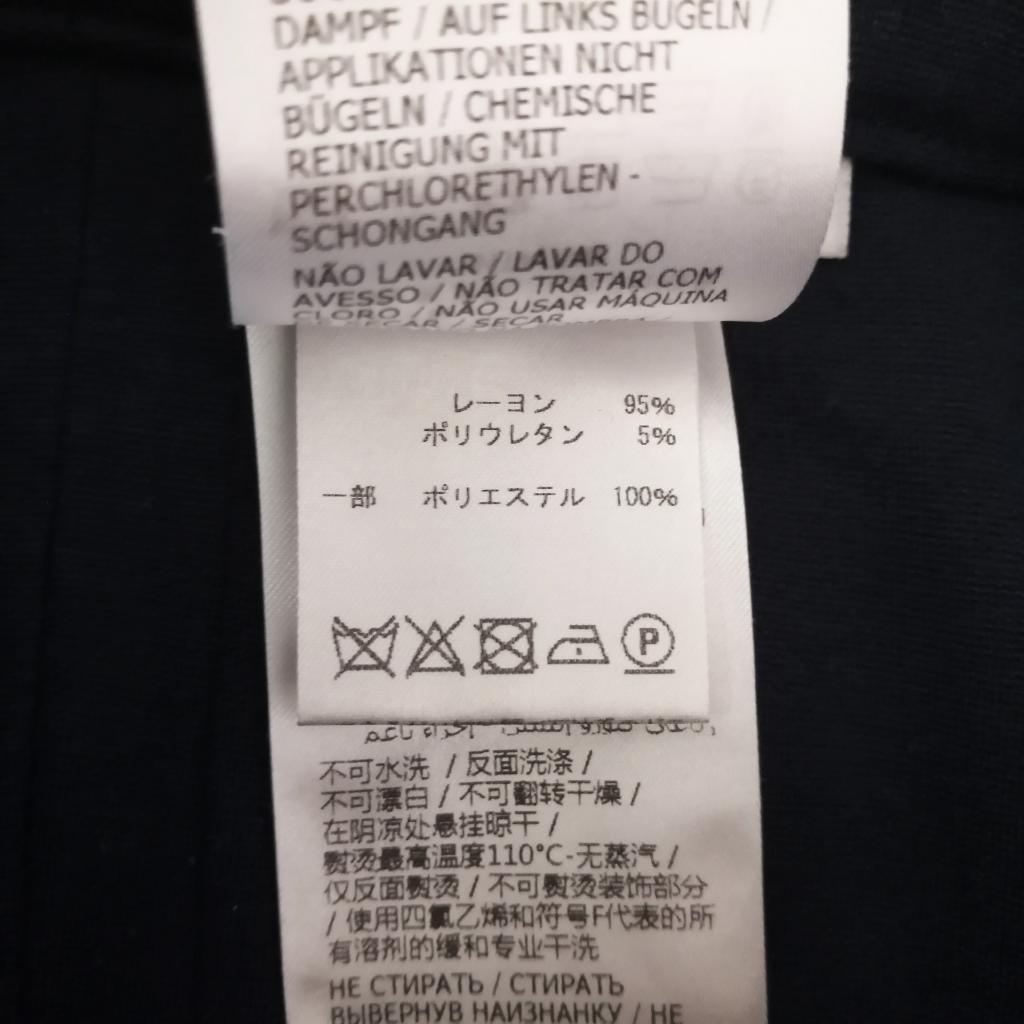 DAMPF / AUF LINKS BÜGELN /
APPLIKATIONEN NICHT
BÜGELN / CHEMISCHE
REINIGUNG MIT
PERCHLORETHYLEN -
SCHONGANG
NÃO LAVAR / LAVAR DO
AVESSO / NÃO TRATAR COM
CLORO / NÃO USAR MÁQUINA
SECAR / SECAR
レーヨン 95%
ポリウレタン 5%
一部 ポリエステル 100%
P
不可水洗 / 反面洗涤 /
不可漂白 / 不可翻转干燥 /
在阴凉处悬挂晾干 /
熨烫最高温度110°C-无蒸汽 /
仅反面熨烫 / 不可熨烫装饰部分
/ 使用四氯乙烯和符号F代表的所
有溶剂的缓和专业干洗
НЕ СТИРАТЬ / СТИРАТЬ
ВЫВЕРНУВ НАИЗНАНКУ / НЕ